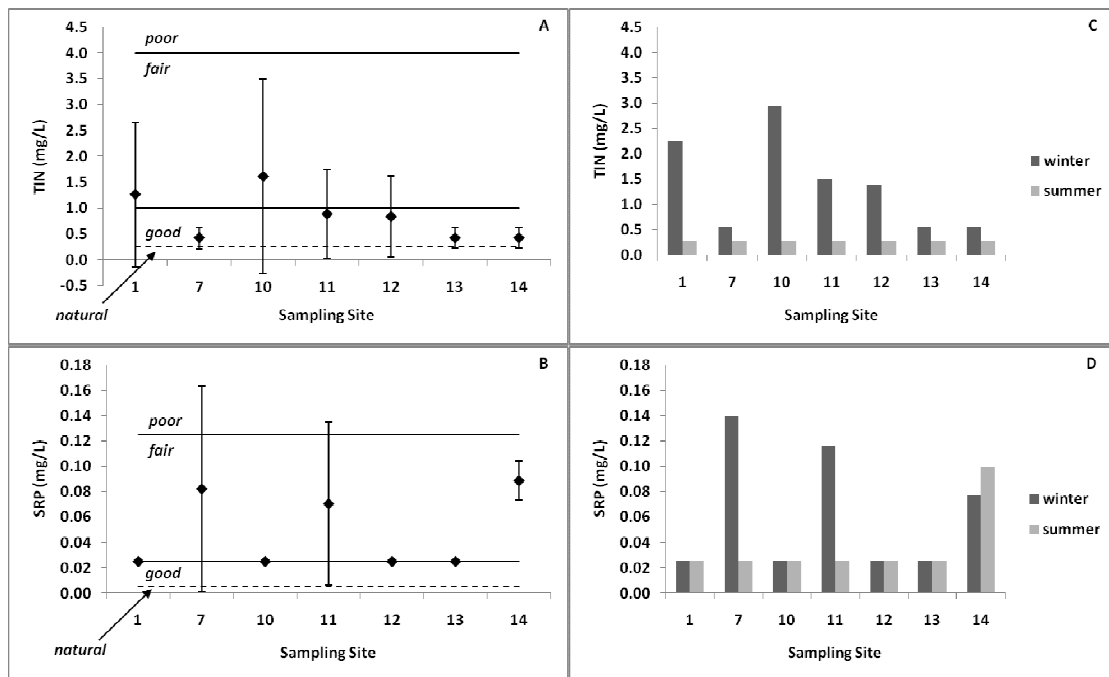 A
TIN (mg/L)
4.5
4.0
3.5
3.0
2.5
2.0
1.5
1.0
0.5
0.0
-0.5
poor
fair
good
natural
1 7 10 11 12 13 14
Sampling Site
C
TIN (mg/L)
4.5
4.0
3.5
3.0
2.5
2.0
1.5
1.0
0.5
0.0
1 7 10 11 12 13 14
Sampling Site
winter
summer
B
SRP (mg/L)
0.18
0.16
0.14
0.12
0.10
0.08
0.06
0.04
0.02
0.00
poor
fair
good
natural
1 7 10 11 12 13 14
Sampling Site
D
SRP (mg/L)
0.18
0.16
0.14
0.12
0.10
0.08
0.06
0.04
0.02
0.00
1 7 10 11 12 13 14
Sampling Site
winter
summer